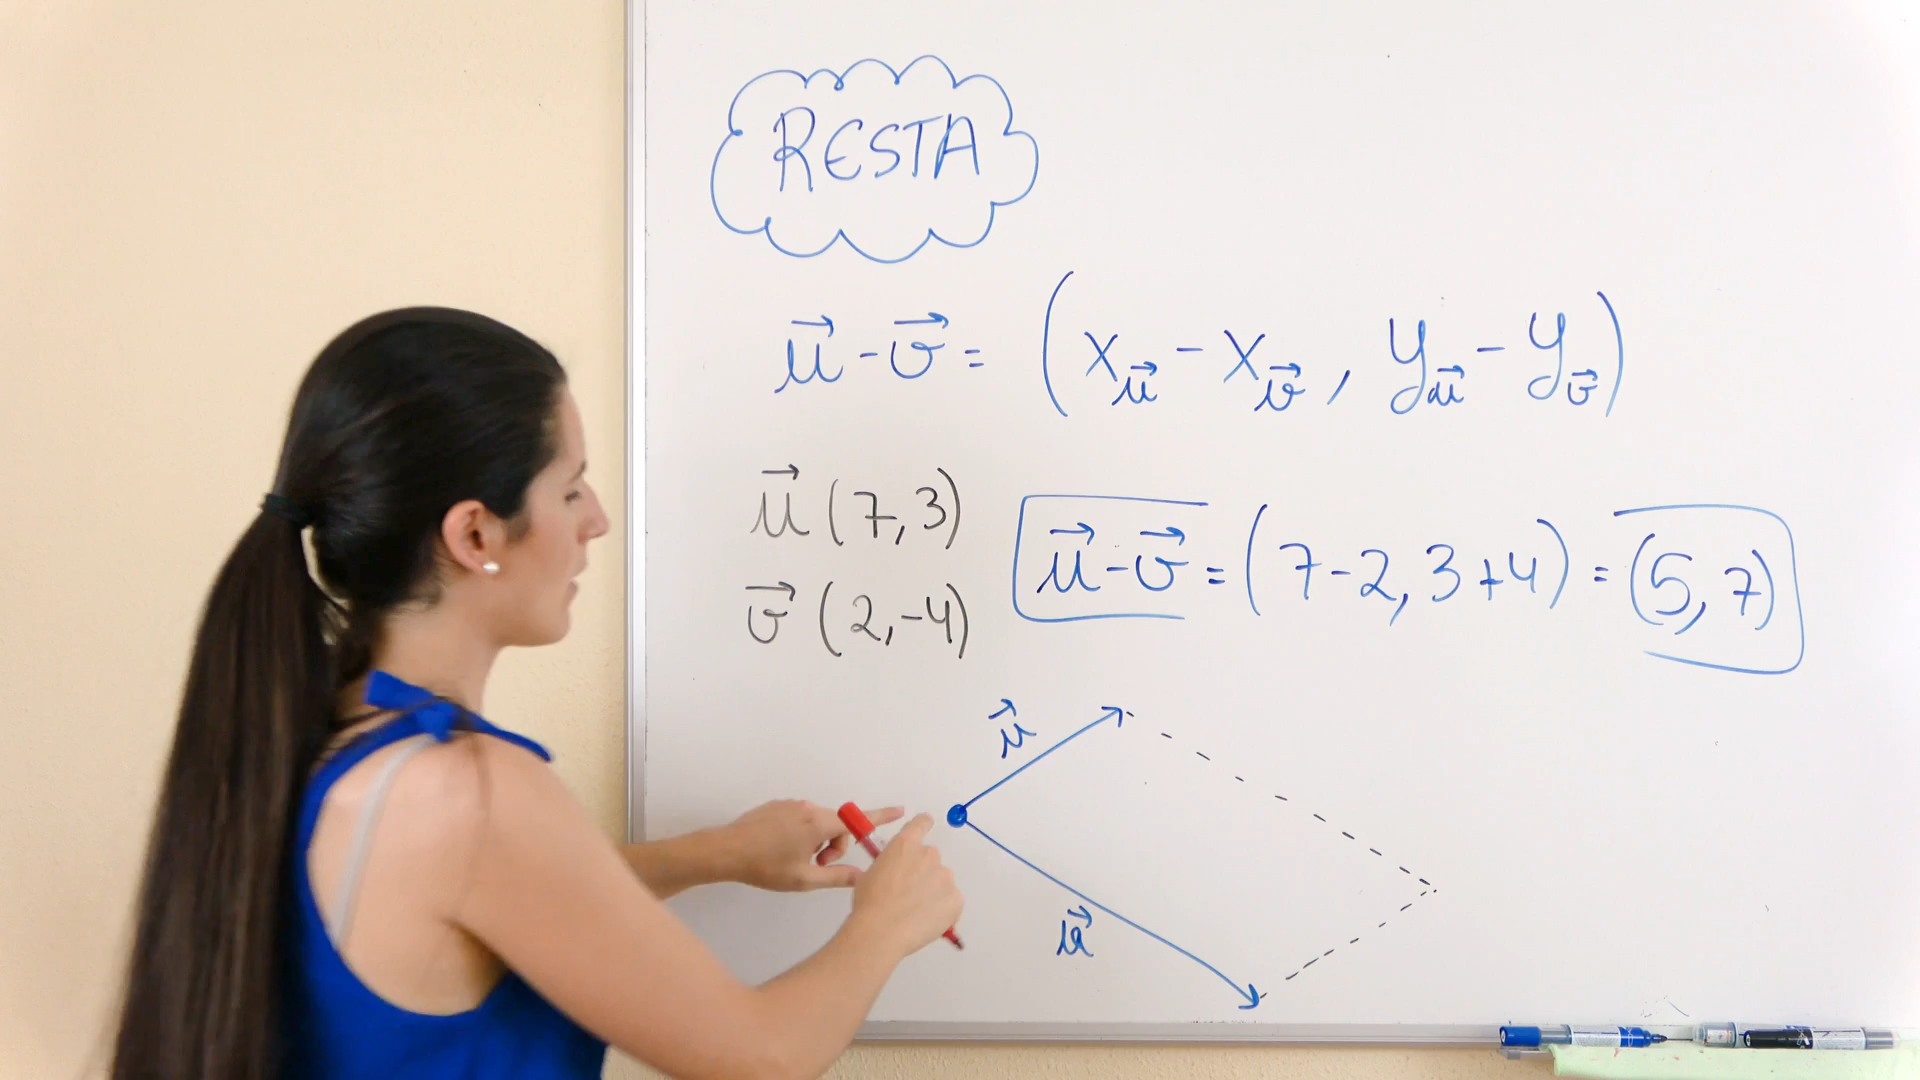 RESTA
u⃗ - v⃗ = (x_u⃗ - x_v⃗, y_u⃗ - y_v⃗)
u⃗ (7,3)
v⃗ (2,-4)
u⃗ - v⃗ = (7-2, 3+4) = (5,7)
u⃗
u⃗